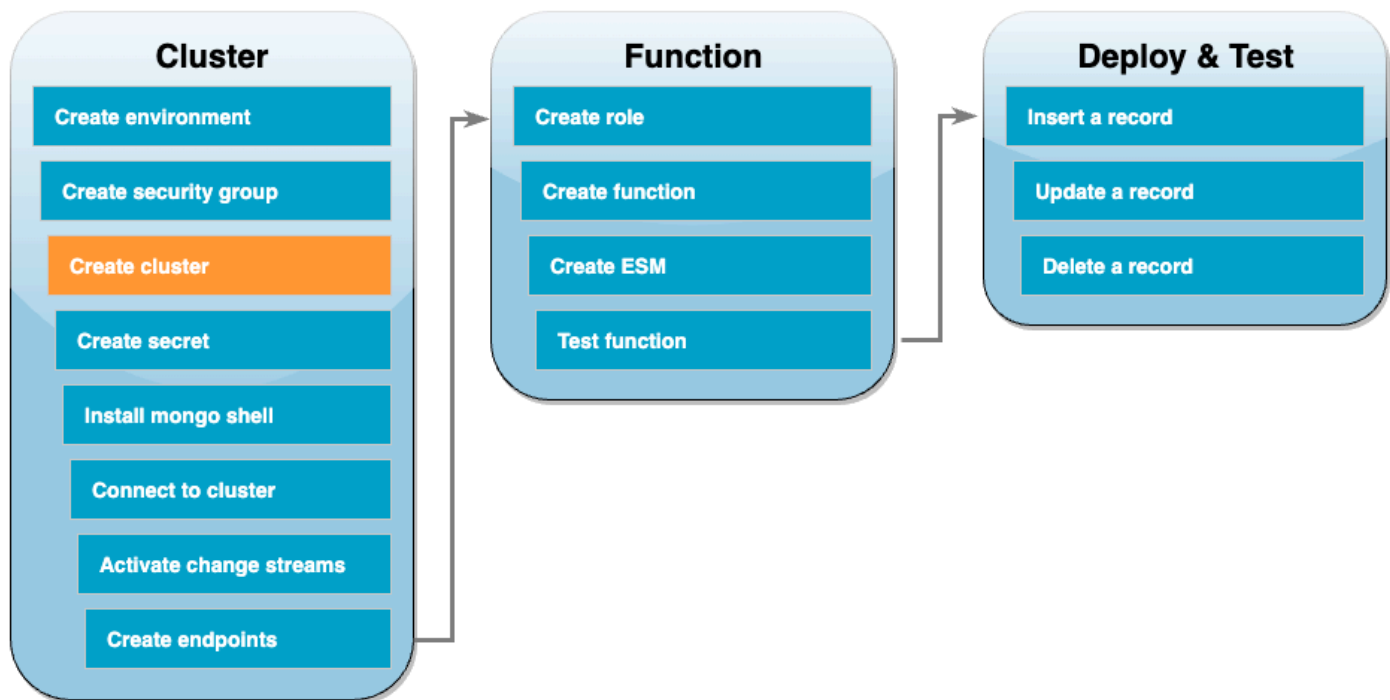 Cluster
Create environment
Create security group
Create cluster
Create secret
Install mongo shell
Connect to cluster
Activate change streams
Create endpoints
Function
Create role
Create function
Create ESM
Test function
Deploy & Test
Insert a record
Update a record
Delete a record